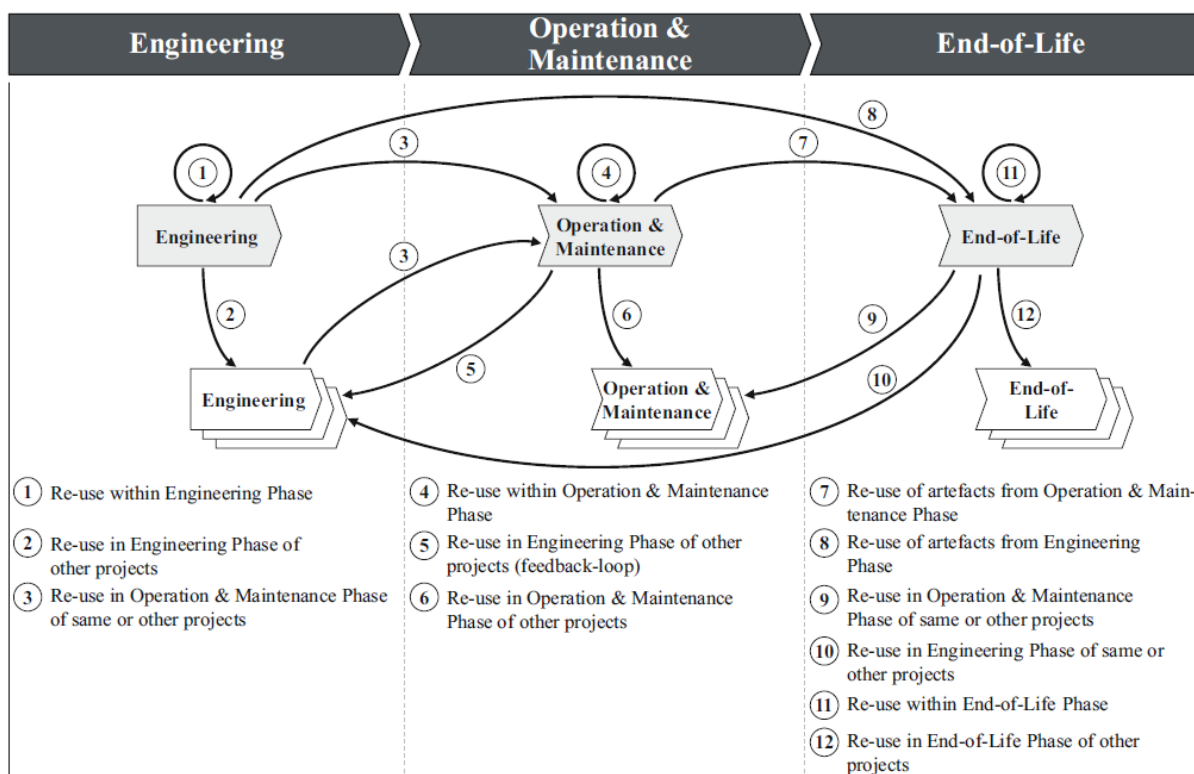 Engineering
Operation &
Maintenance
End-of-Life
8
3
7
1
4
11
Engineering
Operation &
Maintenance
End-of-Life
3
2
6
9
12
5
10
Engineering
Operation &
Maintenance
End-of-
Life
1 Re-use within Engineering Phase
2 Re-use in Engineering Phase of
other projects
3 Re-use in Operation & Maintenance Phase
of same or other projects
4 Re-use within Operation & Maintenance
Phase
5 Re-use in Engineering Phase of other
projects (feedback-loop)
6 Re-use in Operation & Maintenance
Phase of other projects
7 Re-use of artefacts from Operation & Main-
tenance Phase
8 Re-use of artefacts from Engineering
Phase
9 Re-use in Operation & Maintenance
Phase of same or other projects
10 Re-use in Engineering Phase of same or
other projects
11 Re-use within End-of-Life Phase
12 Re-use in End-of-Life Phase of other
projects